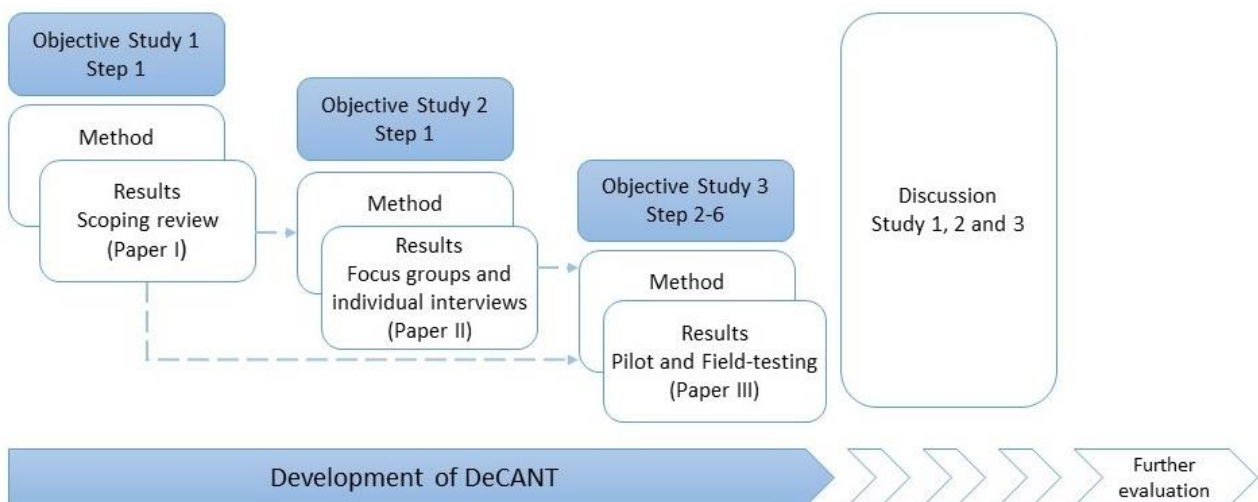 Objective Study 1
Step 1
Method
Results
Scoping review
(Paper I)
Objective Study 2
Step 1
Method
Results
Focus groups and
individual interviews
(Paper II)
Objective Study 3
Step 2-6
Method
Results
Pilot and Field-testing
(Paper III)
Discussion
Study 1, 2 and 3
Development of DeCANT
Further
evaluation